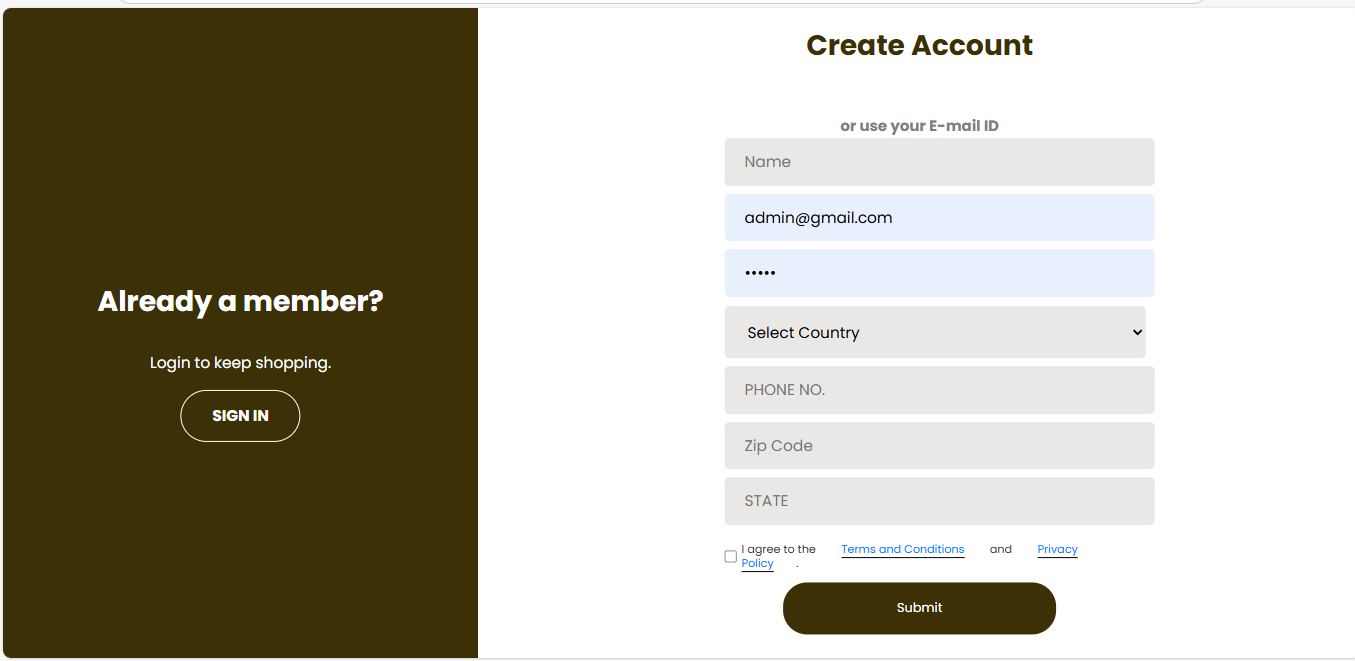 Already a member?
Login to keep shopping.
SIGN IN
Create Account
or use your E-mail ID
Name
admin@gmail.com
•••••
Select Country
PHONE NO.
Zip Code
STATE
I agree to the Terms and Conditions and Privacy
Policy .
Submit